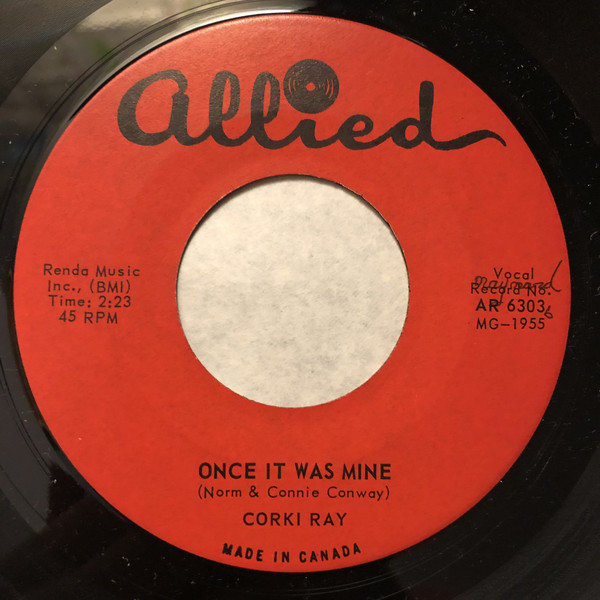 Allied
Renda Music
Inc., (BMI)
Time: 2:23
45 RPM
Vocal
Record No.
AR 6303
MG-1955
ONCE IT WAS MINE
(Norm & Connie Conway)
CORKI RAY
MADE IN CANADA